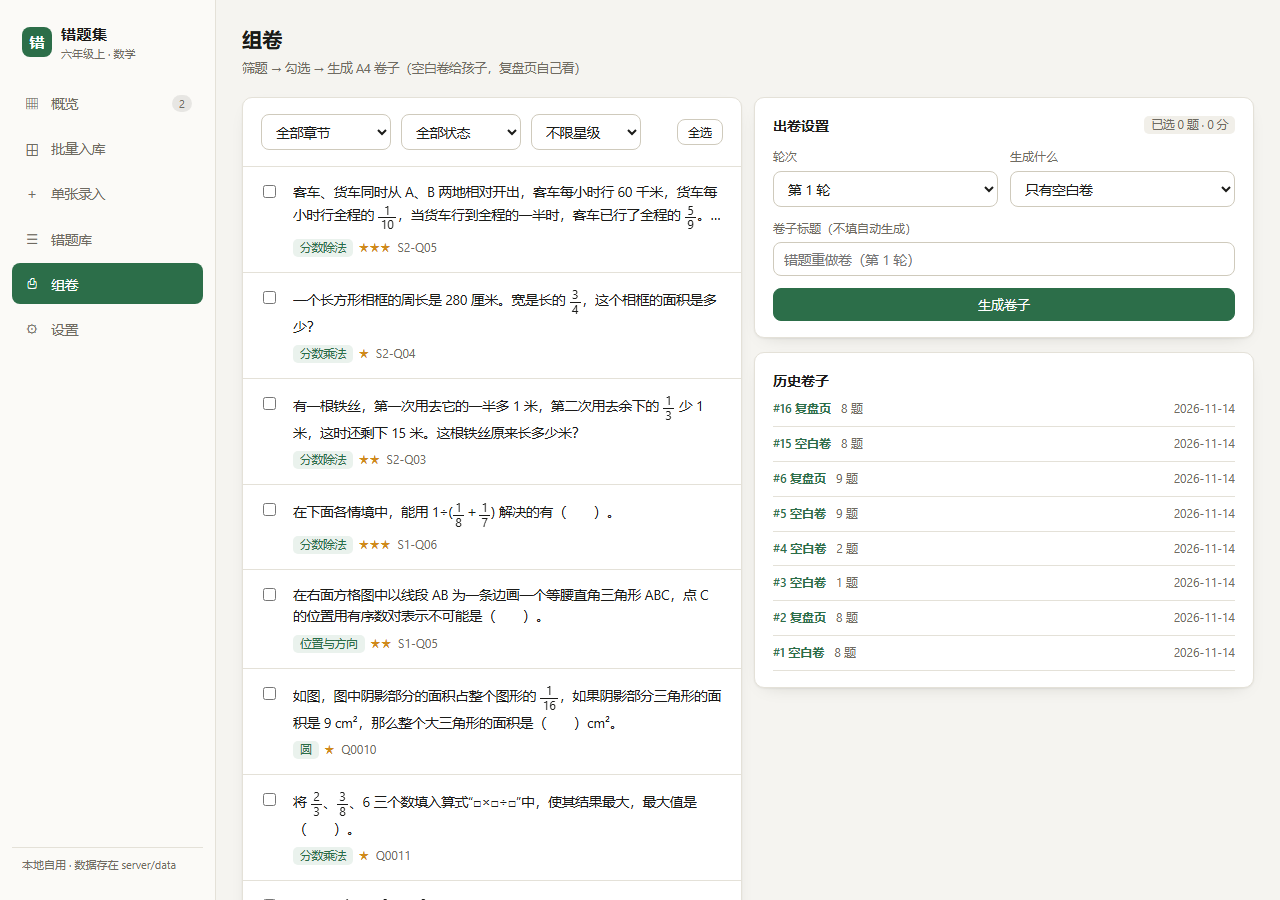 错
错题集
六年级上 · 数学
概览
2
批量入库
单张录入
错题库
组卷
设置
本地自用 · 数据存在 server/data
组卷
筛题 → 勾选 → 生成 A4 卷子（空白卷给孩子，复盘页自己看）
全部章节
全部状态
不限星级
全选
客车、货车同时从 A、B 两地相对开出，客车每小时行 60 千米，货车每
小时行全程的 1/10，当货车行到全程的一半时，客车已行了全程的 5/9。…
分数除法 ★★★ S2-Q05
一个长方形相框的周长是 280 厘米。宽是长的 3/4，这个相框的面积是多
少？
分数乘法 ★ S2-Q04
有一根铁丝，第一次用去它的一半多 1 米，第二次用去余下的 1/3 少 1
米，这时还剩下 15 米。这根铁丝原来长多少米？
分数除法 ★★ S2-Q03
在下面各情境中，能用 1÷(1/8 + 1/7) 解决的有（　　）。
分数除法 ★★★ S1-Q06
在右面方格图中以线段 AB 为一条边画一个等腰直角三角形 ABC，点 C
的位置用有序数对表示不可能是（　　）。
位置与方向 ★★ S1-Q05
如图，图中阴影部分的面积占整个图形的 1/16，如果阴影部分三角形的面
积是 9 cm²，那么整个大三角形的面积是（　　）cm²。
圆 ★ Q0010
将 2/3、3/8、6 三个数填入算式“□×□÷□”中，使其结果最大，最大值是
（　　）。
分数乘法 ★ Q0011
出卷设置
已选 0 题 · 0 分
轮次
生成什么
第 1 轮
只有空白卷
卷子标题（不填自动生成）
错题重做卷（第 1 轮）
生成卷子
历史卷子
#16 复盘页 8 题 2026-11-14
#15 空白卷 8 题 2026-11-14
#6 复盘页 9 题 2026-11-14
#5 空白卷 9 题 2026-11-14
#4 空白卷 2 题 2026-11-14
#3 空白卷 1 题 2026-11-14
#2 复盘页 8 题 2026-11-14
#1 空白卷 8 题 2026-11-14